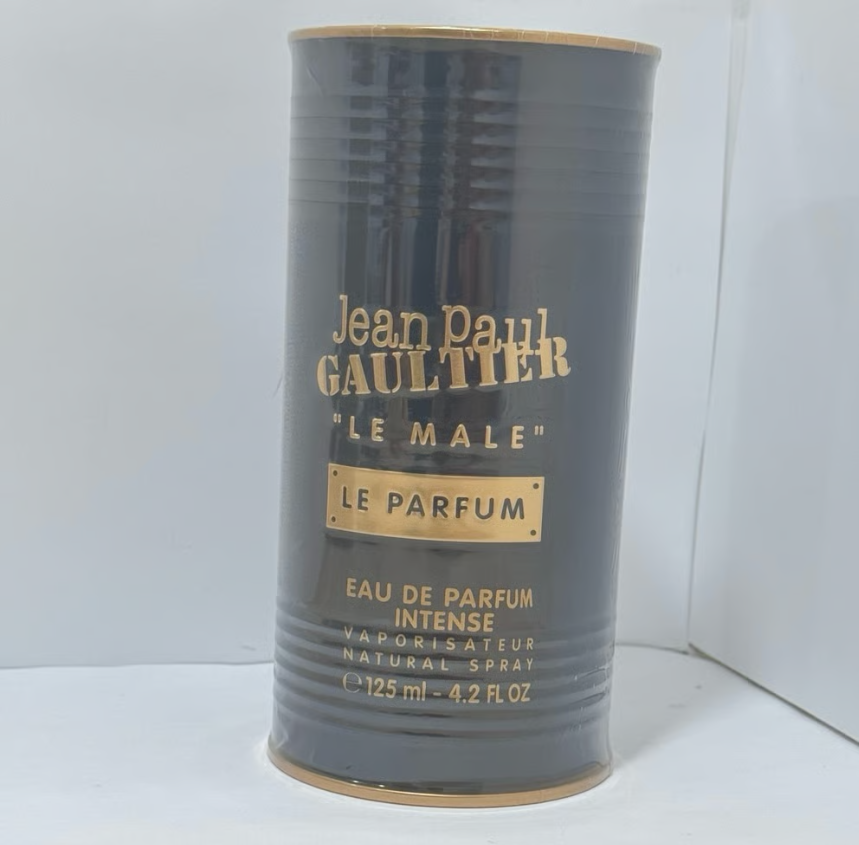 Jean Paul
GAULTIER
"LE MALE"
LE PARFUM
EAU DE PARFUM
INTENSE
VAPORISATEUR
NATURAL SPRAY
℮ 125 ml - 4.2 FL OZ